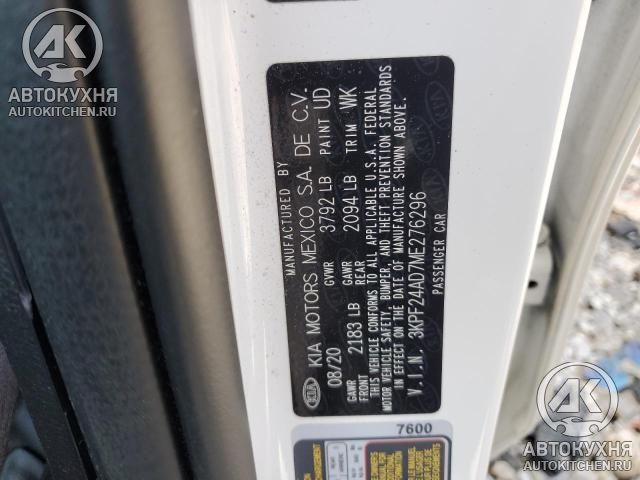 AK
АВТОКУХНЯ
AUTOKITCHEN.RU
MANUFACTURED BY
KIA KIA MOTORS MEXICO S.A. DE C.V.
08/20 GVWR 3792 LB PAINT UD
GAWR FRONT 2183 LB GAWR REAR 2094 LB TRIM WK
THIS VEHICLE CONFORMS TO ALL APPLICABLE U.S.A. FEDERAL
MOTOR VEHICLE SAFETY, BUMPER, AND THEFT PREVENTION STANDARDS
IN EFFECT ON THE DATE OF MANUFACTURE SHOWN ABOVE.
V.I.N. 3KPF24AD7ME276296
PASSENGER CAR
7600
AK
АВТОКУХНЯ
AUTOKITCHEN.RU